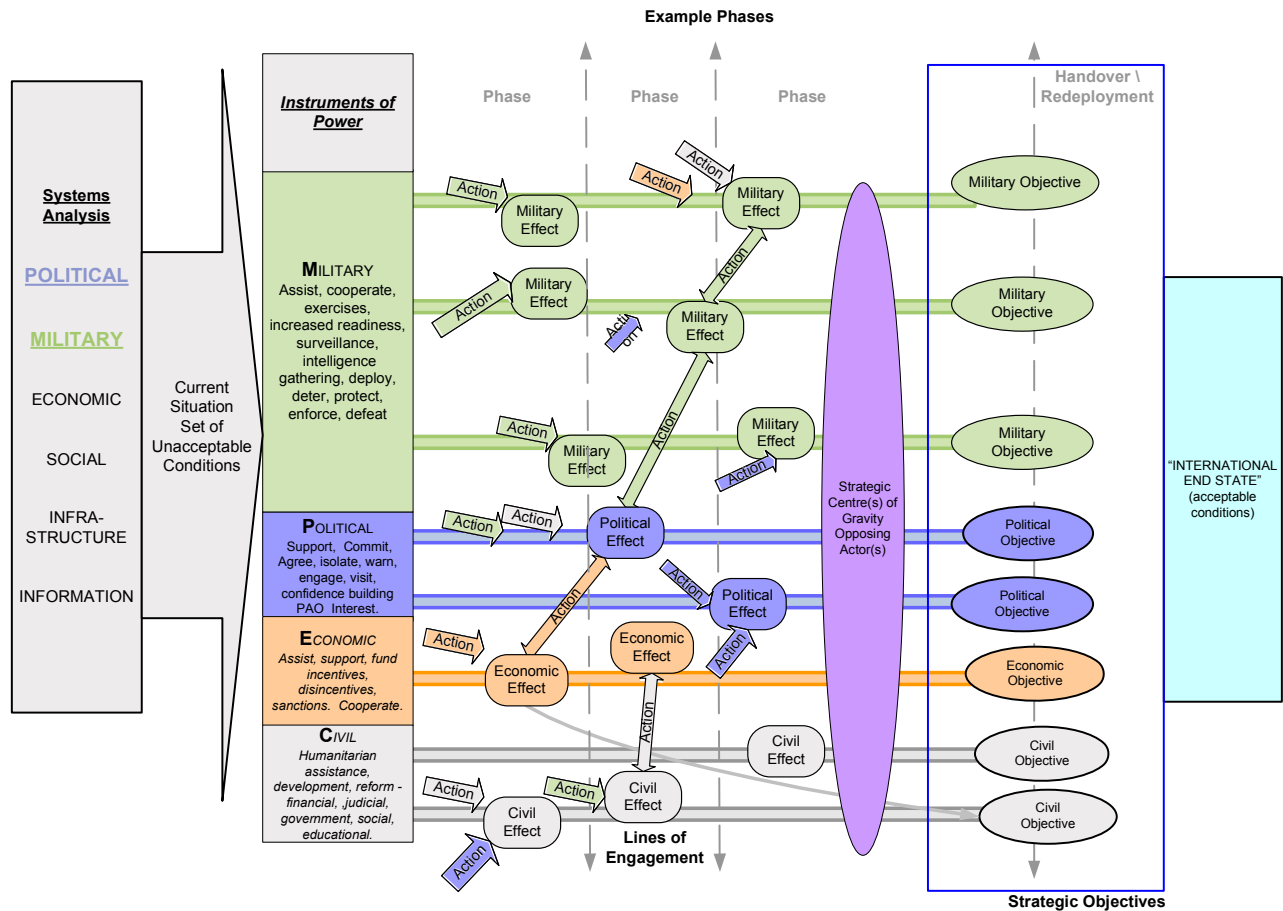 Example Phases
Systems
Analysis
POLITICAL
MILITARY
ECONOMIC
SOCIAL
INFRA-
STRUCTURE
INFORMATION
Current
Situation
Set of
Unacceptable
Conditions
Instruments of
Power
MILITARY
Assist, cooperate,
exercises,
increased readiness,
surveillance,
intelligence
gathering, deploy,
deter, protect,
enforce, defeat
POLITICAL
Support, Commit,
Agree, isolate, warn,
engage, visit,
confidence building
PAO Interest.
ECONOMIC
Assist, support, fund
incentives,
disincentives,
sanctions. Cooperate.
CIVIL
Humanitarian
assistance,
development, reform -
financial, ,judicial,
government, social,
educational.
Phase
Phase
Phase
Handover \
Redeployment
Action
Military
Effect
Action
Action
Military
Effect
Military Objective
Action
Action
Military
Effect
Action
Military
Effect
Military
Objective
Action
Action
Military
Effect
Military
Effect
Action
Military
Objective
Action
Action
Political
Effect
Political
Objective
Action
Action
Political
Effect
Action
Political
Objective
Action
Economic
Effect
Economic
Effect
Economic
Objective
Action
Civil
Effect
Civil
Objective
Action
Action
Civil
Effect
Action
Civil
Effect
Civil
Objective
Strategic
Centre(s) of
Gravity
Opposing
Actor(s)
Lines of
Engagement
"INTERNATIONAL
END STATE"
(acceptable
conditions)
Strategic Objectives